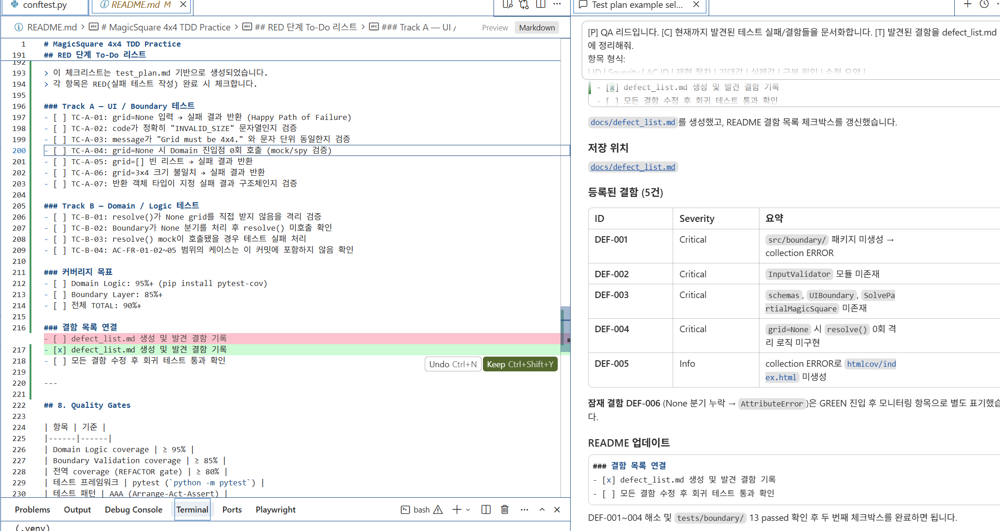 conftest.py
README.md M
README.md > # MagicSquare 4x4 TDD Practice > ## RED 단계 To-Do 리스트 > ### Track A — UI /
Preview Markdown
1 # MagicSquare 4x4 TDD Practice
191 ## RED 단계 To-Do 리스트
192
193 > 이 체크리스트는 test_plan.md 기반으로 생성되었습니다.
194 > 각 항목은 RED(실패 테스트 작성) 완료 시 체크합니다.
195
196 ### Track A — UI / Boundary 테스트
197 - [ ] TC-A-01: grid=None 입력 → 실패 결과 반환 (Happy Path of Failure)
198 - [ ] TC-A-02: code가 정확히 "INVALID_SIZE" 문자열인지 검증
199 - [ ] TC-A-03: message가 "Grid must be 4x4." 와 문자 단위 동일한지 검증
200 - [ ] TC-A-04: grid=None 시 Domain 진입점 0회 호출 (mock/spy 검증)
201 - [ ] TC-A-05: grid=[] 빈 리스트 → 실패 결과 반환
202 - [ ] TC-A-06: grid=3×4 크기 불일치 → 실패 결과 반환
203 - [ ] TC-A-07: 반환 객체 타입이 지정 실패 결과 구조체인지 검증
204
205 ### Track B — Domain / Logic 테스트
206 - [ ] TC-B-01: resolve()가 None grid를 직접 받지 않음을 격리 검증
207 - [ ] TC-B-02: Boundary가 None 분기를 처리 후 resolve() 미호출 확인
208 - [ ] TC-B-03: resolve() mock이 호출됐을 경우 테스트 실패 처리
209 - [ ] TC-B-04: AC-FR-01-02~05 범위의 케이스는 이 커밋에 포함하지 않음 확인
210
211 ### 커버리지 목표
212 - [ ] Domain Logic: 95%+ (pip install pytest-cov)
213 - [ ] Boundary Layer: 85%+
214 - [ ] 전체 TOTAL: 90%+
215
216 ### 결함 목록 연결
- [ ] defect_list.md 생성 및 발견 결함 기록
217 - [x] defect_list.md 생성 및 발견 결함 기록
218 - [ ] 모든 결함 수정 후 회귀 테스트 통과 확인
Undo Ctrl+N Keep Ctrl+Shift+Y
219
220 ---
221
222 ## 8. Quality Gates
223
224 | 항목 | 기준 |
225 |------|------|
226 | Domain Logic coverage | ≥ 95% |
227 | Boundary Validation coverage | ≥ 85% |
228 | 전역 coverage (REFACTOR gate) | ≥ 80% |
229 | 테스트 프레임워크 | pytest (`python -m pytest`) |
230 | 테스트 패턴 | AAA (Arrange-Act-Assert) |
Problems Output Debug Console Terminal Ports Playwright
bash
(.venv)
Test plan example sel...
[P] QA 리드입니다. [C] 현재까지 발견된 테스트 실패/결함들을 문서화합니다. [T] 발견된 결함을 defect_list.md
에 정리해줘.
항목 형식:
| ID | Severity | AC ID | 재현 절차 | 기대값 | 실제값 | 근본 원인 | 수정 요약 |
- [x] defect_list.md 생성 및 발견 결함 기록
- [ ] 모든 결함 수정 후 회귀 테스트 통과 확인
docs/defect_list.md를 생성했고, README 결함 목록 체크박스를 갱신했습니다.
저장 위치
docs/defect_list.md
등록된 결함 (5건)
ID Severity 요약
DEF-001 Critical src/boundary/ 패키지 미생성 →
collection ERROR
DEF-002 Critical InputValidator 모듈 미존재
DEF-003 Critical schemas, UIBoundary, SolvePa
rtialMagicSquare 미존재
DEF-004 Critical grid=None 시 resolve() 0회 격
리 로직 미구현
DEF-005 Info collection ERROR로 htmlcov/ind
ex.html 미생성
잠재 결함 DEF-006 (None 분기 누락 → AttributeError)은 GREEN 진입 후 모니터링 항목으로 별도 표기했습
다.
README 업데이트
### 결함 목록 연결
- [x] defect_list.md 생성 및 발견 결함 기록
- [ ] 모든 결함 수정 후 회귀 테스트 통과 확인
DEF-001~004 해소 및 tests/boundary/ 13 passed 확인 후 두 번째 체크박스를 완료하면 됩니다.